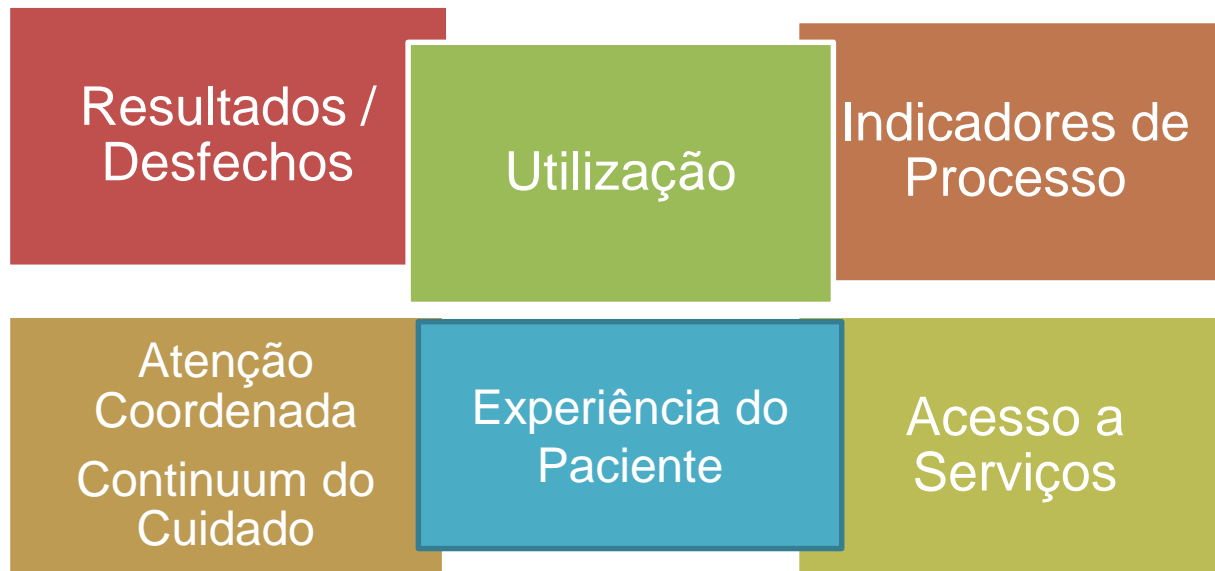 Resultados /
Desfechos
Utilização
Indicadores de
Processo
Atenção
Coordenada
Continuum do
Cuidado
Experiência do
Paciente
Acesso a
Serviços